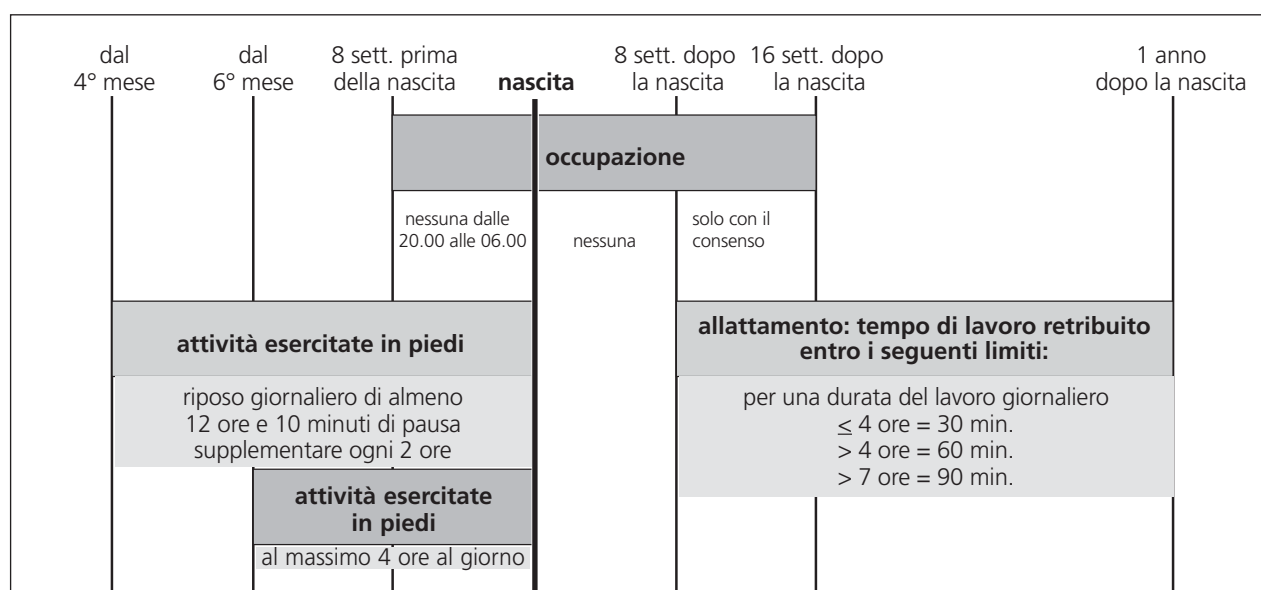 dal
4° mese
dal
6° mese
8 sett. prima
della nascita
nascita
8 sett. dopo
la nascita
16 sett. dopo
la nascita
1 anno
dopo la nascita
occupazione
nessuna dalle
20.00 alle 06.00
nessuna
solo con il
consenso
attività esercitate in piedi
riposo giornaliero di almeno
12 ore e 10 minuti di pausa
supplementare ogni 2 ore
attività esercitate
in piedi
al massimo 4 ore al giorno
allattamento: tempo di lavoro retribuito
entro i seguenti limiti:
per una durata del lavoro giornaliero
≤ 4 ore = 30 min.
> 4 ore = 60 min.
> 7 ore = 90 min.